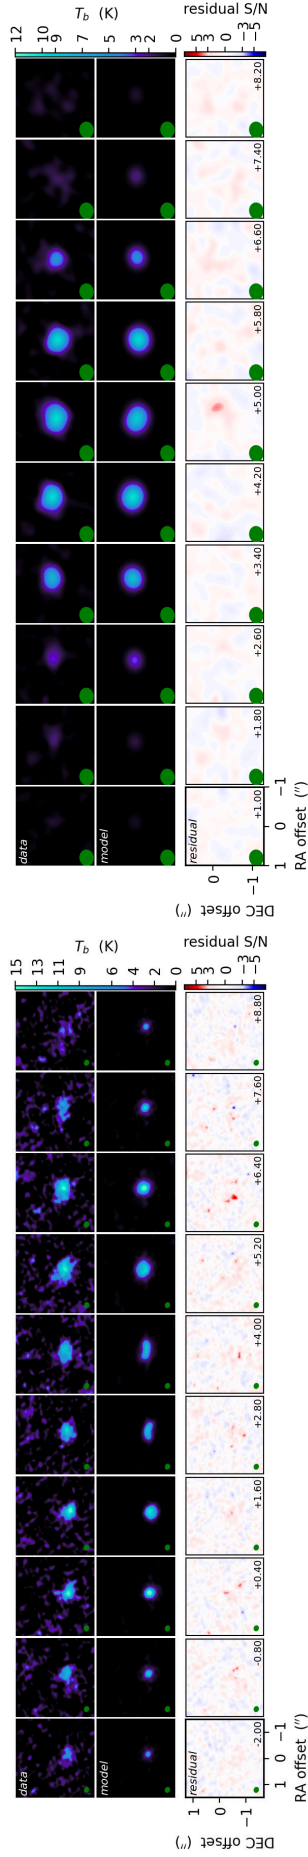 data
15
13
11
10
8
6
4
2
0
T_b (K)
model
residual
1
0
−1
DEC offset (′′)
-2.00 -0.80 +0.40 +1.60 +2.80 +4.00 +5.20 +6.40 +7.60 +8.80
5
3
0
−3
−5
residual S/N
1 0 −1
RA offset (′′)
data
12
11
9
8
6
5
3
2
0
T_b (K)
model
residual
0
−1
DEC offset (′′)
+1.00 +1.80 +2.60 +3.40 +4.20 +5.00 +5.80 +6.60 +7.40 +8.20
5
3
0
−3
−5
residual S/N
1 0 −1
RA offset (′′)